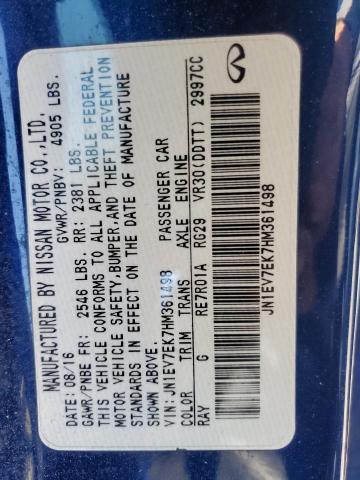 MANUFACTURED BY NISSAN MOTOR CO.,LTD.
DATE: 08/16 GVWR/PNBV: 4905 LBS.
GAWR/PNBE FR: 2546 LBS. RR: 2381 LBS.
THIS VEHICLE CONFORMS TO ALL APPLICABLE FEDERAL
MOTOR VEHICLE SAFETY,BUMPER,AND THEFT PREVENTION
STANDARDS IN EFFECT ON THE DATE OF MANUFACTURE
SHOWN ABOVE.
VIN: JN1EV7EK7HM361498 PASSENGER CAR
COLOR TRIM TRANS AXLE ENGINE
RAY G RE7R01A RG29 VR30(DDTT) 2997CC
JN1EV7EK7HM361498